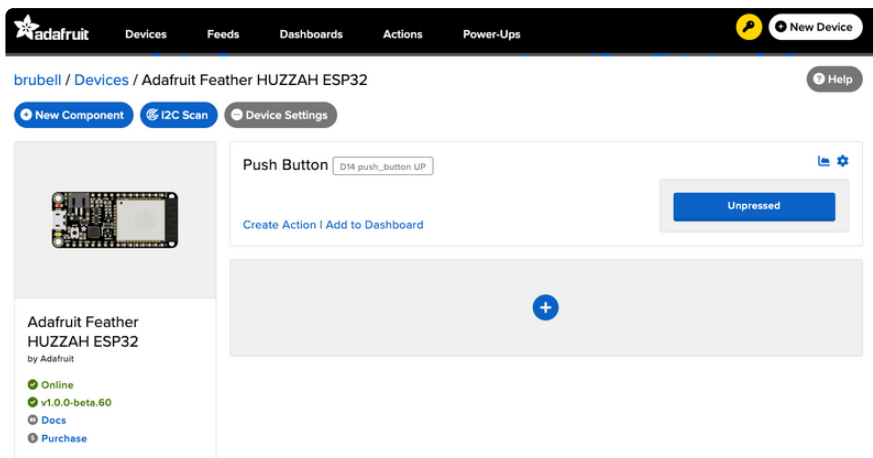 adafruit Devices Feeds Dashboards Actions Power-Ups New Device
brubell / Devices / Adafruit Feather HUZZAH ESP32 Help
New Component I2C Scan Device Settings
Push Button D14 push_button UP
Unpressed
Create Action | Add to Dashboard
Adafruit Feather
HUZZAH ESP32
by Adafruit
Online
v1.0.0-beta.60
Docs
Purchase